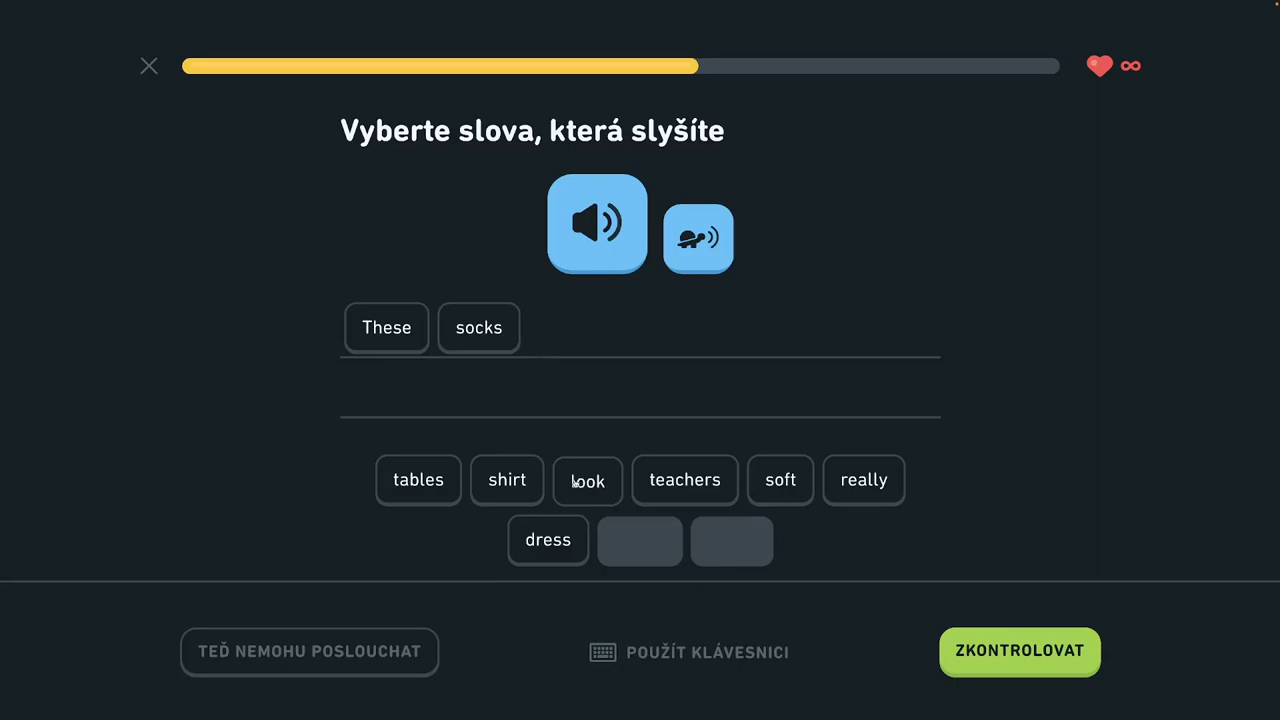 Vyberte slova, která slyšíte
These socks
tables shirt look teachers soft really
dress
TEĎ NEMOHU POSLOUCHAT POUŽÍT KLÁVESNICI ZKONTROLOVAT